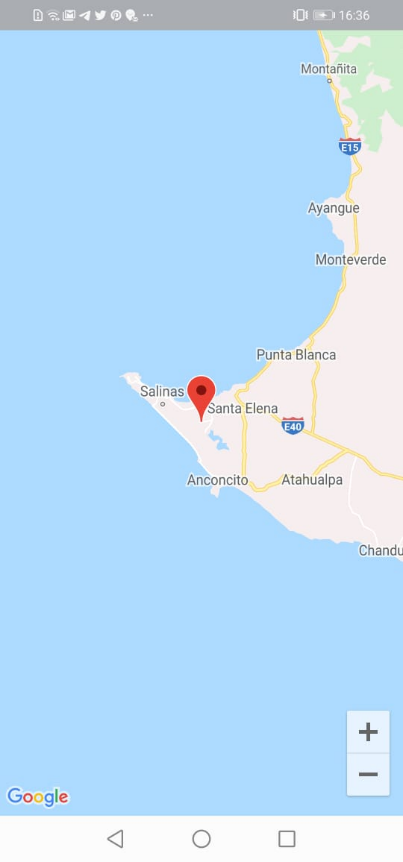 16:36
Montañita
E15
Ayangue
Monteverde
Punta Blanca
Salinas
Santa Elena
E40
Anconcito
Atahualpa
Chandu
Google